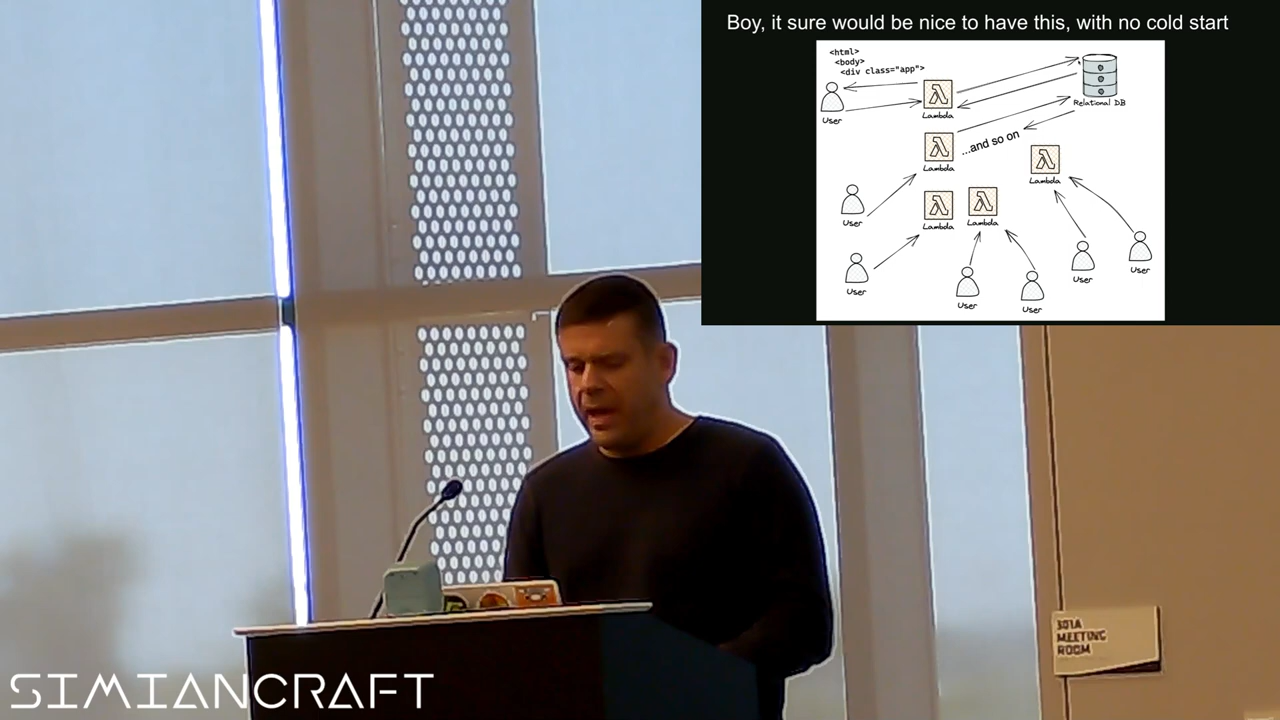 Boy, it sure would be nice to have this, with no cold start
<html>
<body>
<div class="app">
User
Lambda
Relational DB
...and so on
Lambda
Lambda
User
Lambda
Lambda
User
User
User
User
User
301A
MEETING
ROOM
SIMIANCRAFT